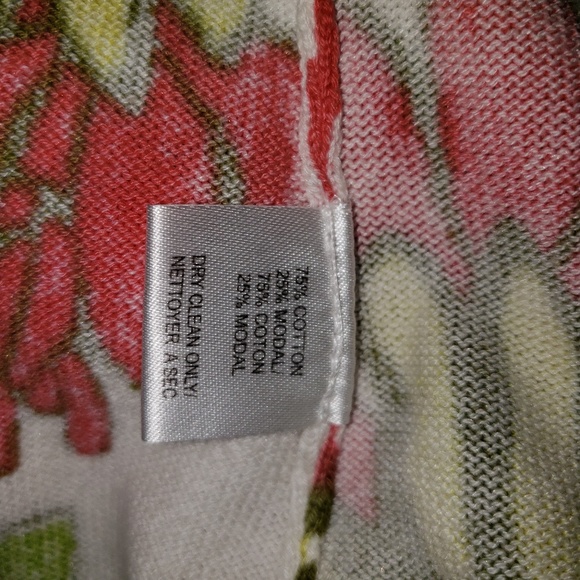 75% COTTON
25% MODAL/
75% COTON
25% MODAL
DRY CLEAN ONLY/
NETTOYER A SEC